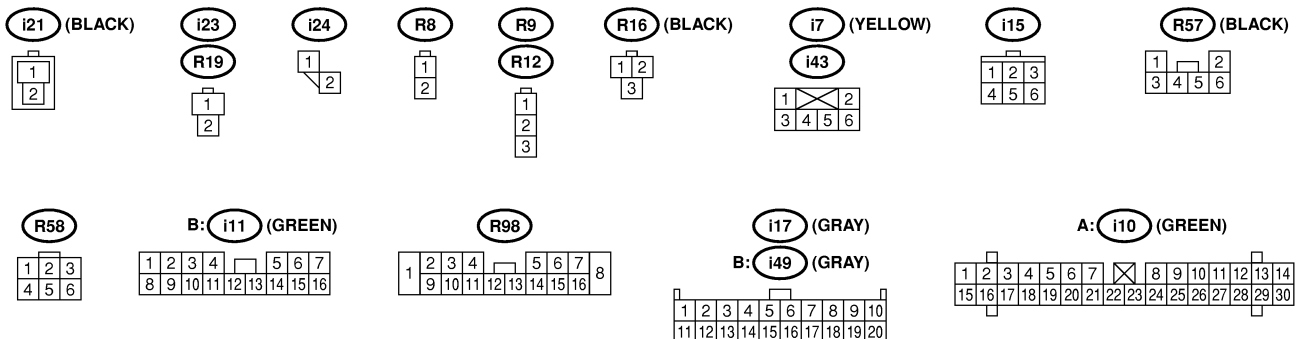 i21 (BLACK) i23 i24 R8 R9 R16 (BLACK) i7 (YELLOW) i15 R57 (BLACK)
R19 R12 i43
1 1 1 1 2 1 2
1 2 2 1 2 3 3 4 5 6
2 1 1 3 1 2 4 5 6
2 2 3 4 5 6
3
R58 B: i11 (GREEN) R98 i17 (GRAY) A: i10 (GREEN)
B: i49 (GRAY)
1 2 3 1 2 3 4 5 6 7 1 2 3 4 5 6 7 8 1 2 3 4 5 6 7 8 9 10 11 12 13 14
4 5 6 8 9 10 11 12 13 14 15 16 9 10 11 12 13 14 15 16 15 16 17 18 19 20 21 22 23 24 25 26 27 28 29 30
1 2 3 4 5 6 7 8 9 10
11 12 13 14 15 16 17 18 19 20